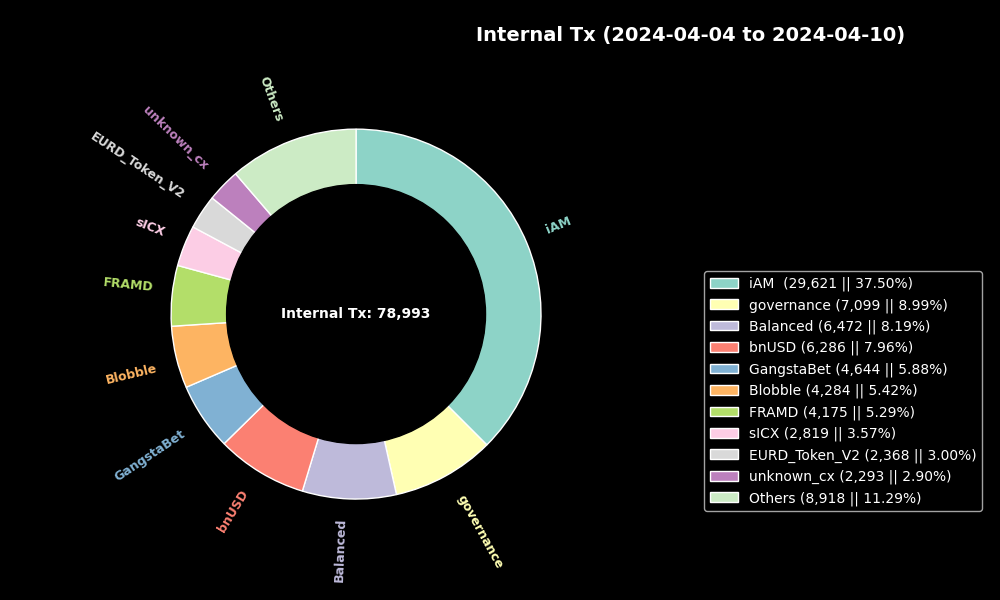 Internal Tx (2024-04-04 to 2024-04-10)
Others
unknown_cx
EURD_Token_V2
sICX
FRAMD
Blobble
GangstaBet
bnUSD
Balanced
governance
iAM
Internal Tx: 78,993
iAM  (29,621 || 37.50%)
governance (7,099 || 8.99%)
Balanced (6,472 || 8.19%)
bnUSD (6,286 || 7.96%)
GangstaBet (4,644 || 5.88%)
Blobble (4,284 || 5.42%)
FRAMD (4,175 || 5.29%)
sICX (2,819 || 3.57%)
EURD_Token_V2 (2,368 || 3.00%)
unknown_cx (2,293 || 2.90%)
Others (8,918 || 11.29%)